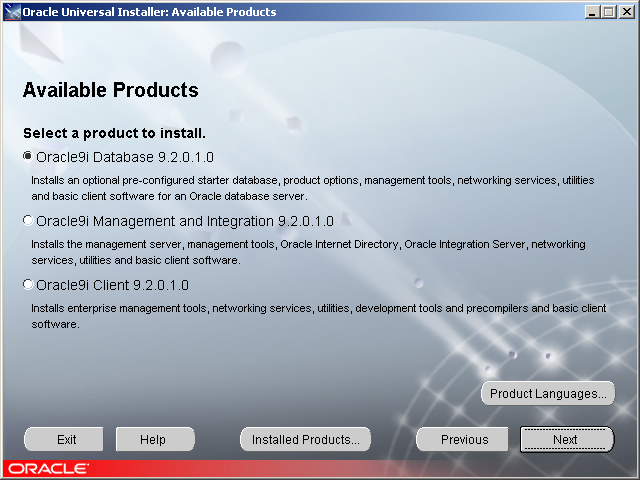 Oracle Universal Installer: Available Products
Available Products
Select a product to install.
Oracle9i Database 9.2.0.1.0
Installs an optional pre-configured starter database, product options, management tools, networking services, utilities
and basic client software for an Oracle database server.
Oracle9i Management and Integration 9.2.0.1.0
Installs the management server, management tools, Oracle Internet Directory, Oracle Integration Server, networking
services, utilities and basic client software.
Oracle9i Client 9.2.0.1.0
Installs enterprise management tools, networking services, utilities, development tools and precompilers and basic client
software.
Product Languages...
Exit Help Installed Products... Previous Next
ORACLE